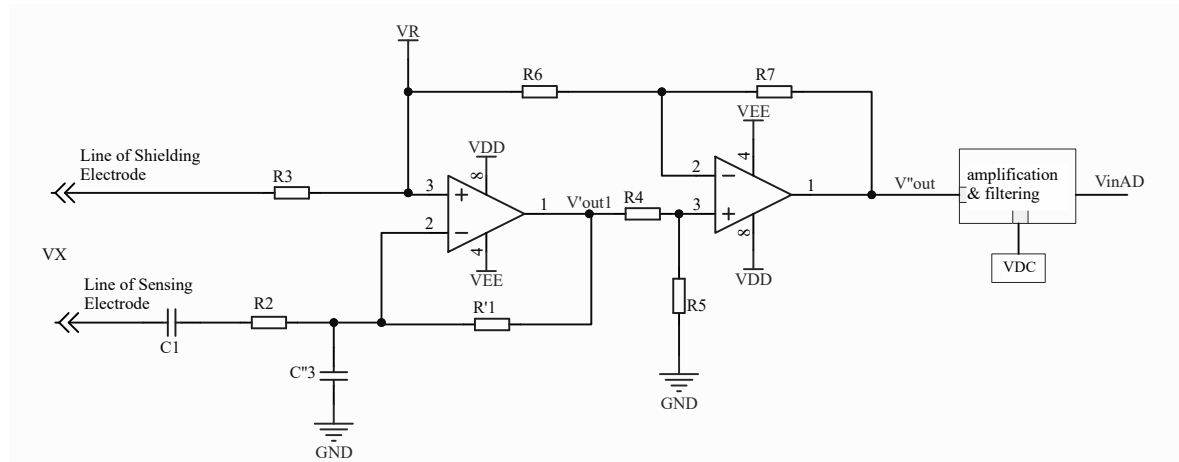 VR
R6
R7
VEE
4
Line of Shielding
Electrode
VDD
8
R3
3
2
1
V'out1
R4
2
3
1
V"out
amplification
& filtering
VinAD
4
VEE
8
VDD
VDC
VX
Line of Sensing
Electrode
R2
R'1
R5
C1
C"3
GND
GND